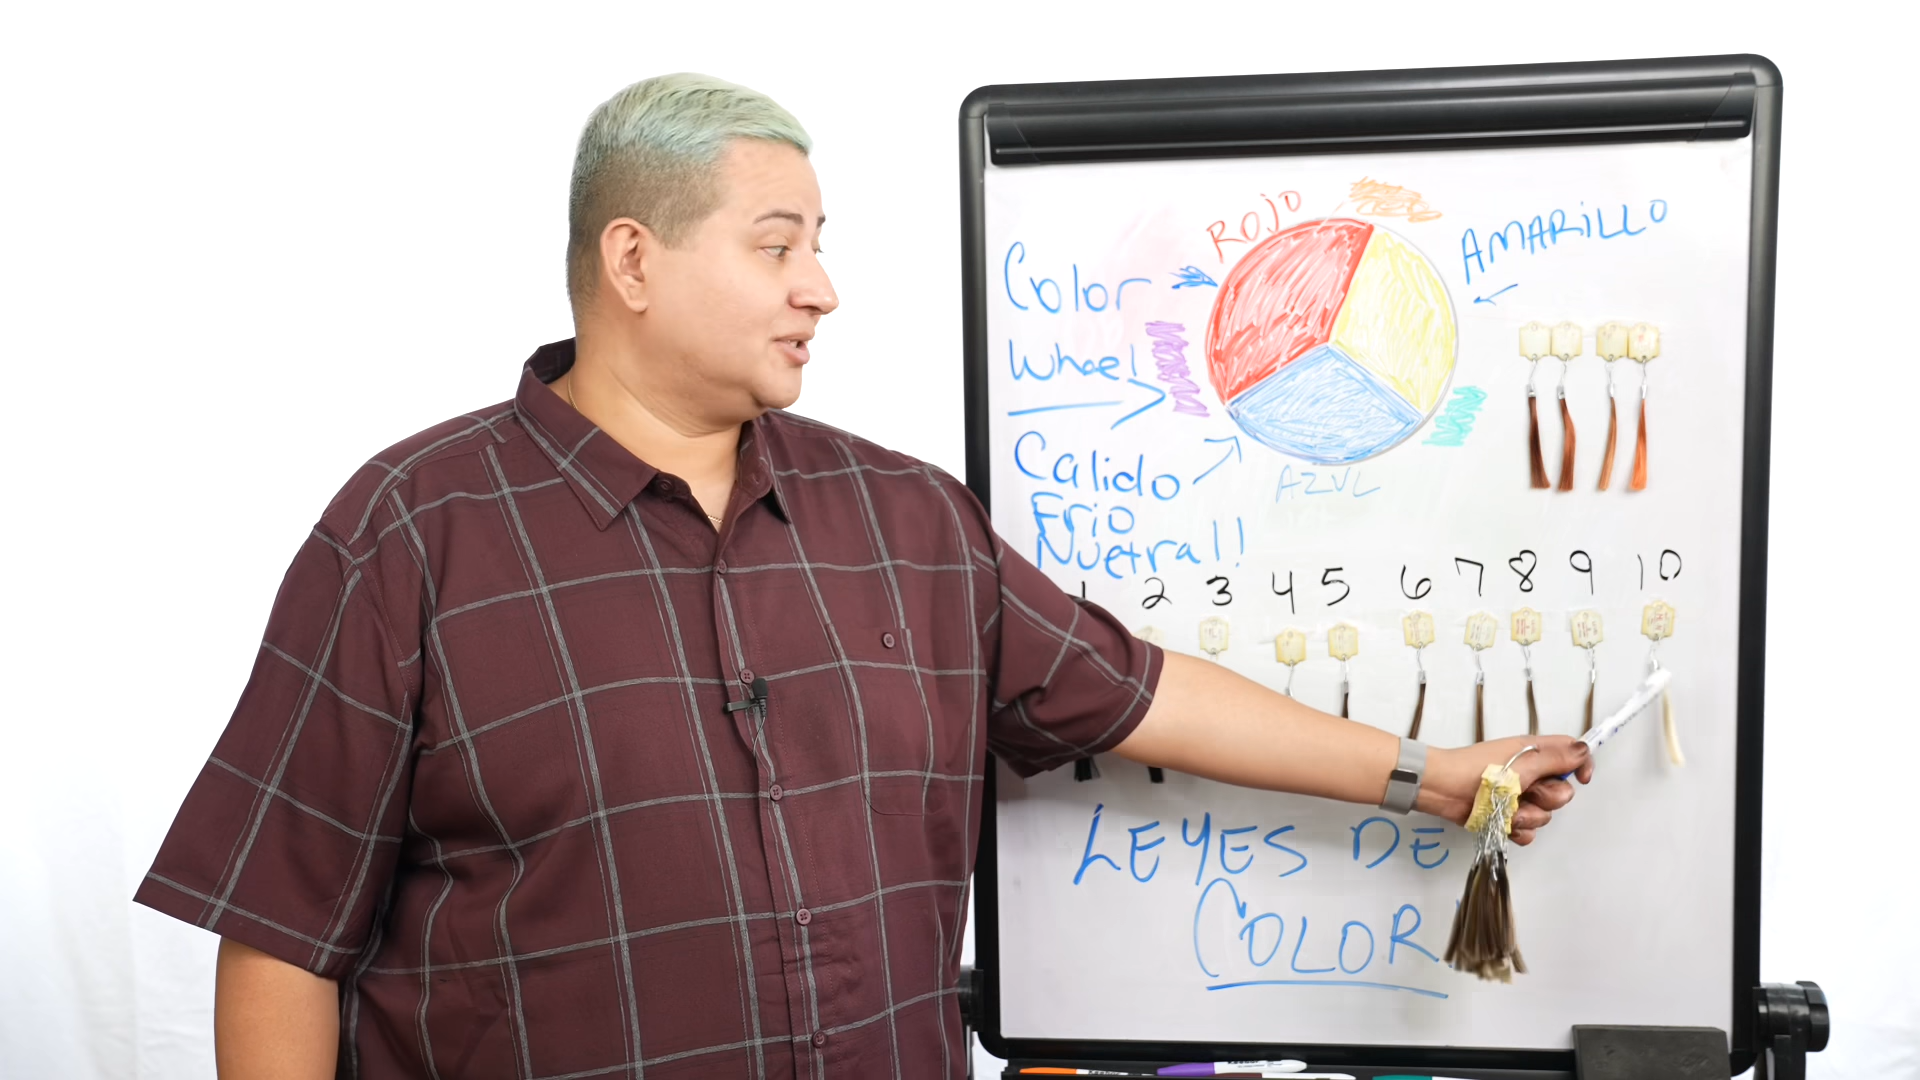 ROJO
AMARILLO
Color
Wheel
Calido
Frio
Nuetral!!
AZUL
1 2 3 4 5 6 7 8 9 10
LEYES DE
COLOR